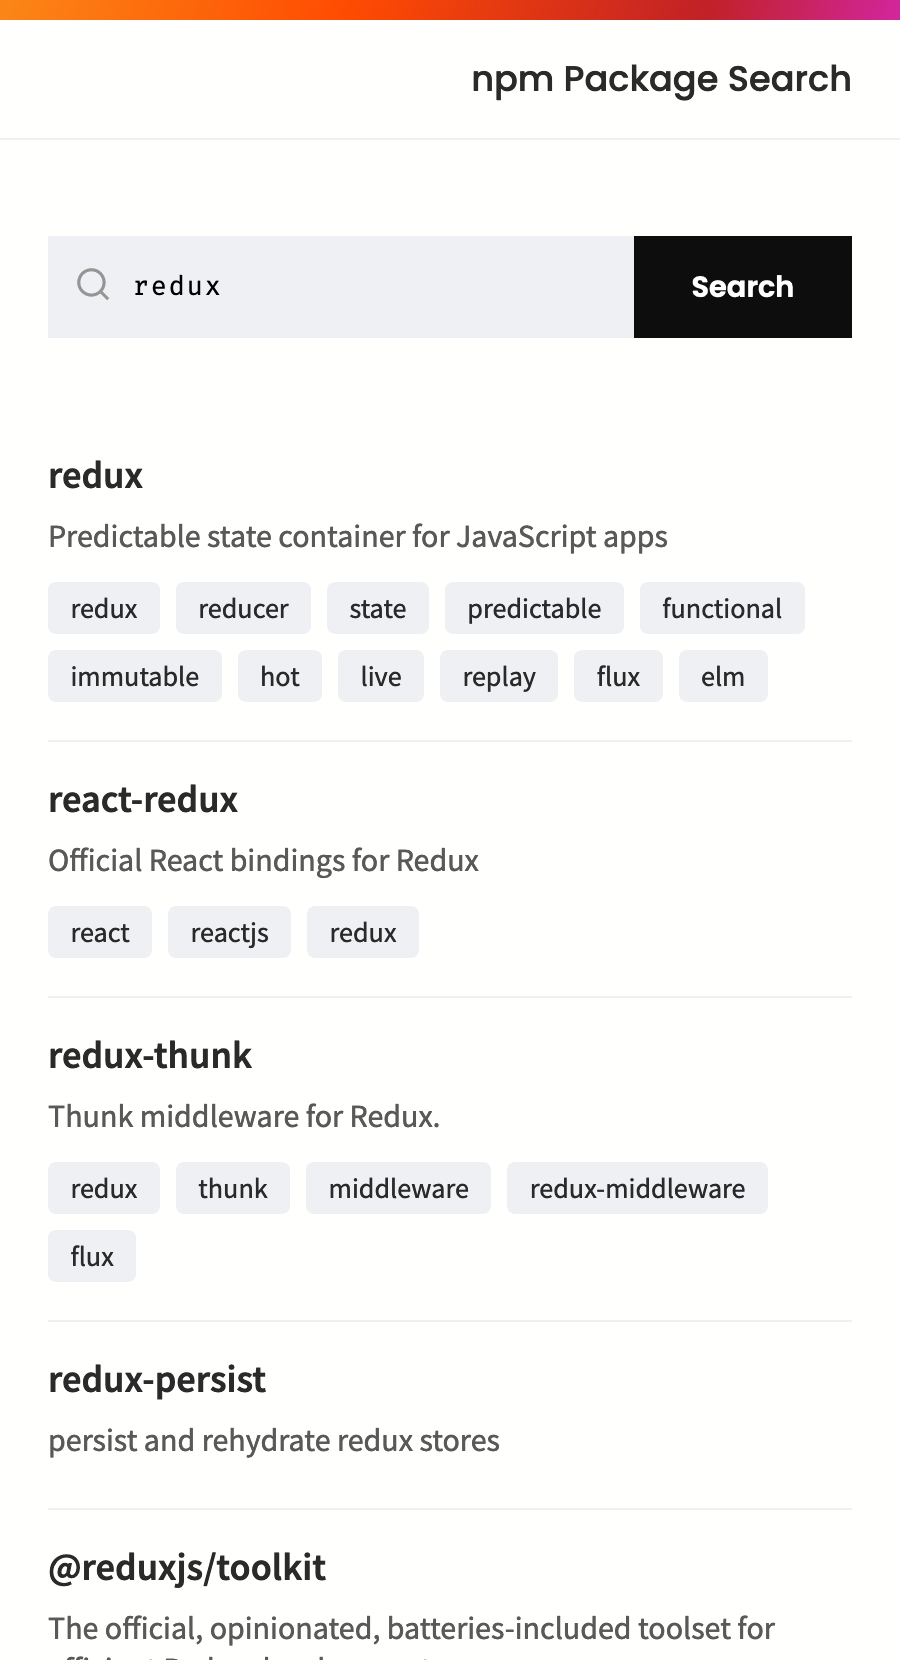 npm Package Search
redux
Search
redux
Predictable state container for JavaScript apps
redux reducer state predictable functional
immutable hot live replay flux elm
react-redux
Official React bindings for Redux
react reactjs redux
redux-thunk
Thunk middleware for Redux.
redux thunk middleware redux-middleware
flux
redux-persist
persist and rehydrate redux stores
@reduxjs/toolkit
The official, opinionated, batteries-included toolset for